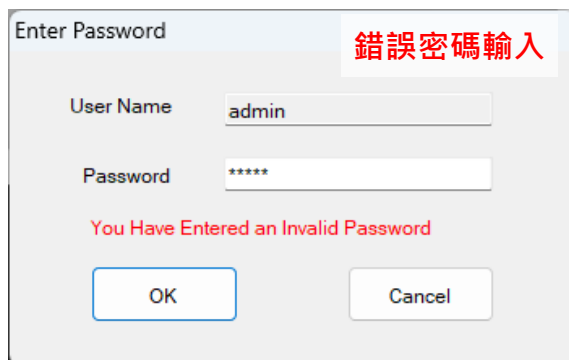 Enter Password
錯誤密碼輸入
User Name
admin
Password
*****
You Have Entered an Invalid Password
OK
Cancel